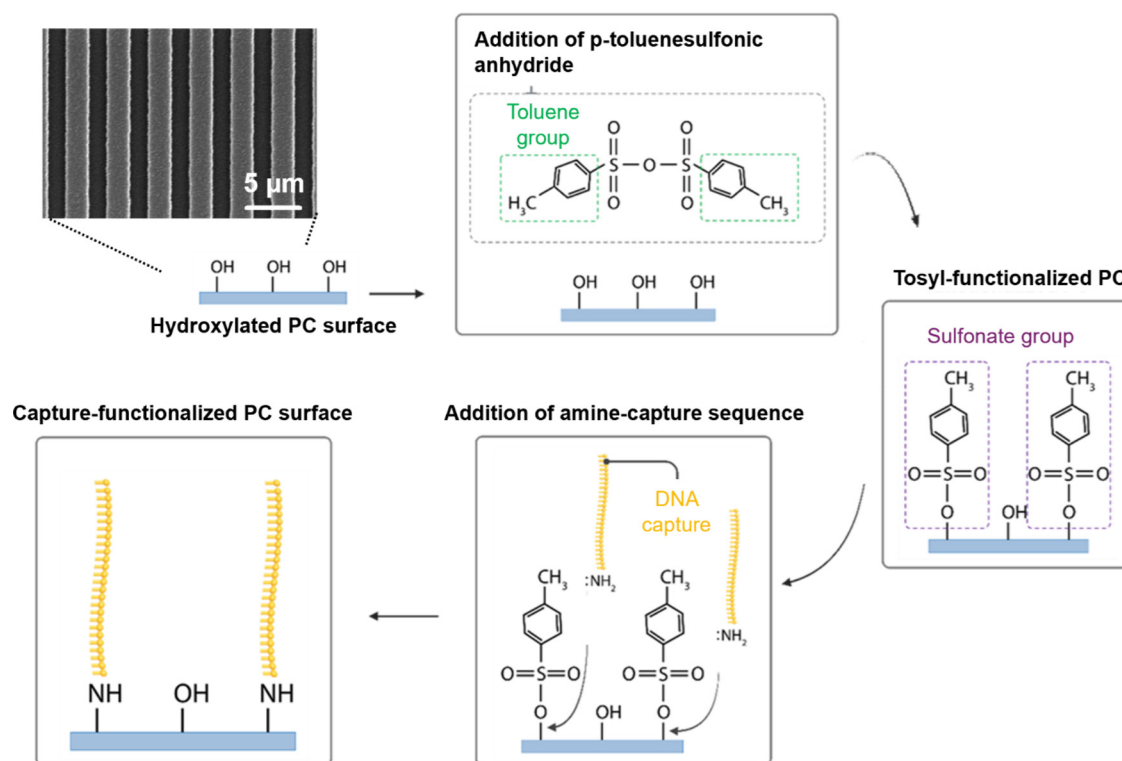 5 µm
OH OH OH
Hydroxylated PC surface
Addition of p-toluenesulfonic
anhydride
Toluene
group
O O
S O S
O O
H₃C CH₃
OH OH OH
Tosyl-functionalized PC
Sulfonate group
CH₃ CH₃
O=S=O O=S=O
O OH O
Addition of amine-capture sequence
DNA
capture
:NH₂
CH₃ CH₃
:NH₂
O=S=O O=S=O
O OH O
Capture-functionalized PC surface
NH OH NH